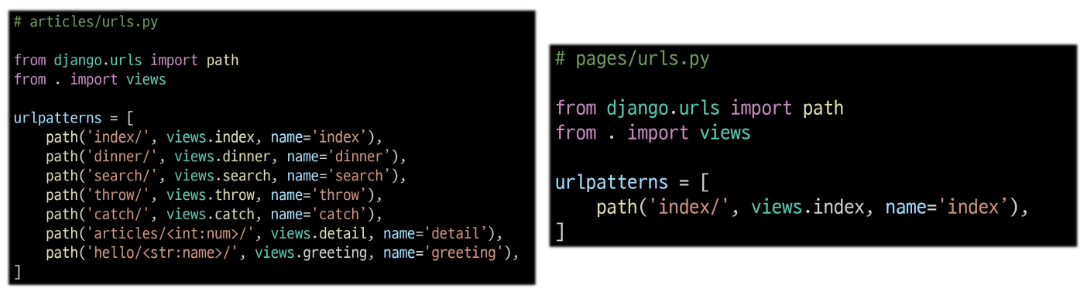 # articles/urls.py
from django.urls import path
from . import views
urlpatterns = [
path('index/', views.index, name='index’),
path('dinner/', views.dinner, name='dinner’),
path('search/', views.search, name='search’),
path('throw/', views.throw, name='throw’),
path('catch/', views.catch, name='catch’),
path('articles/<int:num>/', views.detail, name='detail’),
path('hello/<str:name>/', views.greeting, name='greeting'),
]
# pages/urls.py
from django.urls import path
from . import views
urlpatterns = [
path('index/', views.index, name='index’),
]